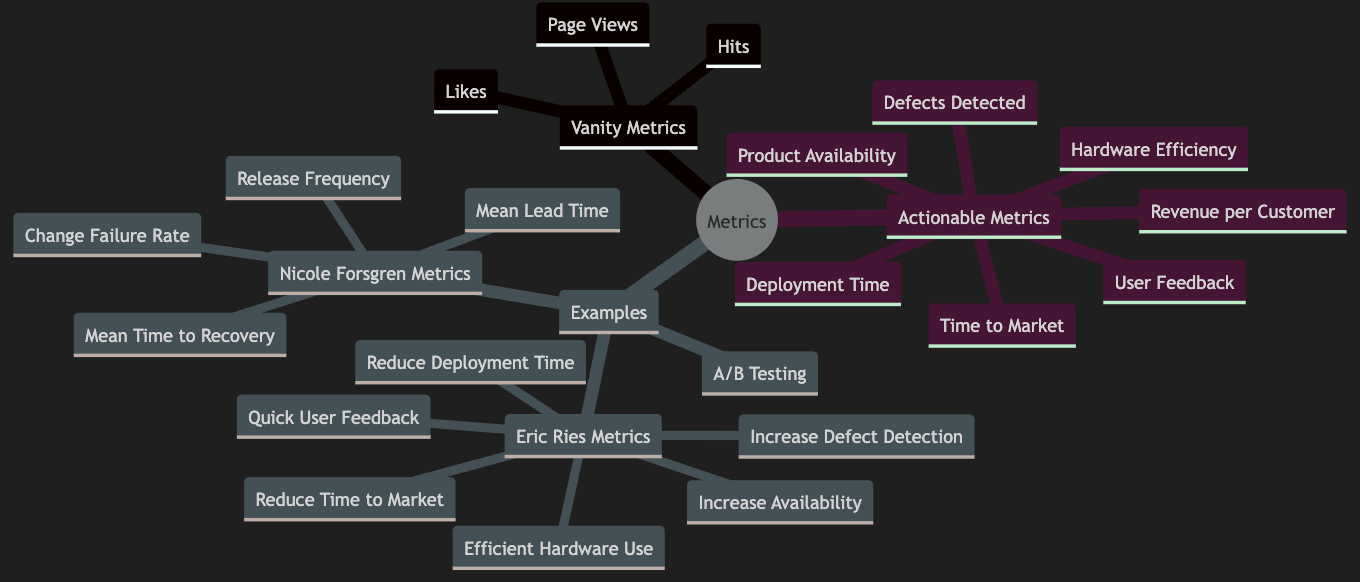 Page Views
Hits
Likes
Vanity Metrics
Defects Detected
Product Availability
Hardware Efficiency
Actionable Metrics
Revenue per Customer
Deployment Time
User Feedback
Time to Market
Metrics
Release Frequency
Mean Lead Time
Change Failure Rate
Nicole Forsgren Metrics
Mean Time to Recovery
Examples
A/B Testing
Reduce Deployment Time
Quick User Feedback
Eric Ries Metrics
Increase Defect Detection
Reduce Time to Market
Increase Availability
Efficient Hardware Use